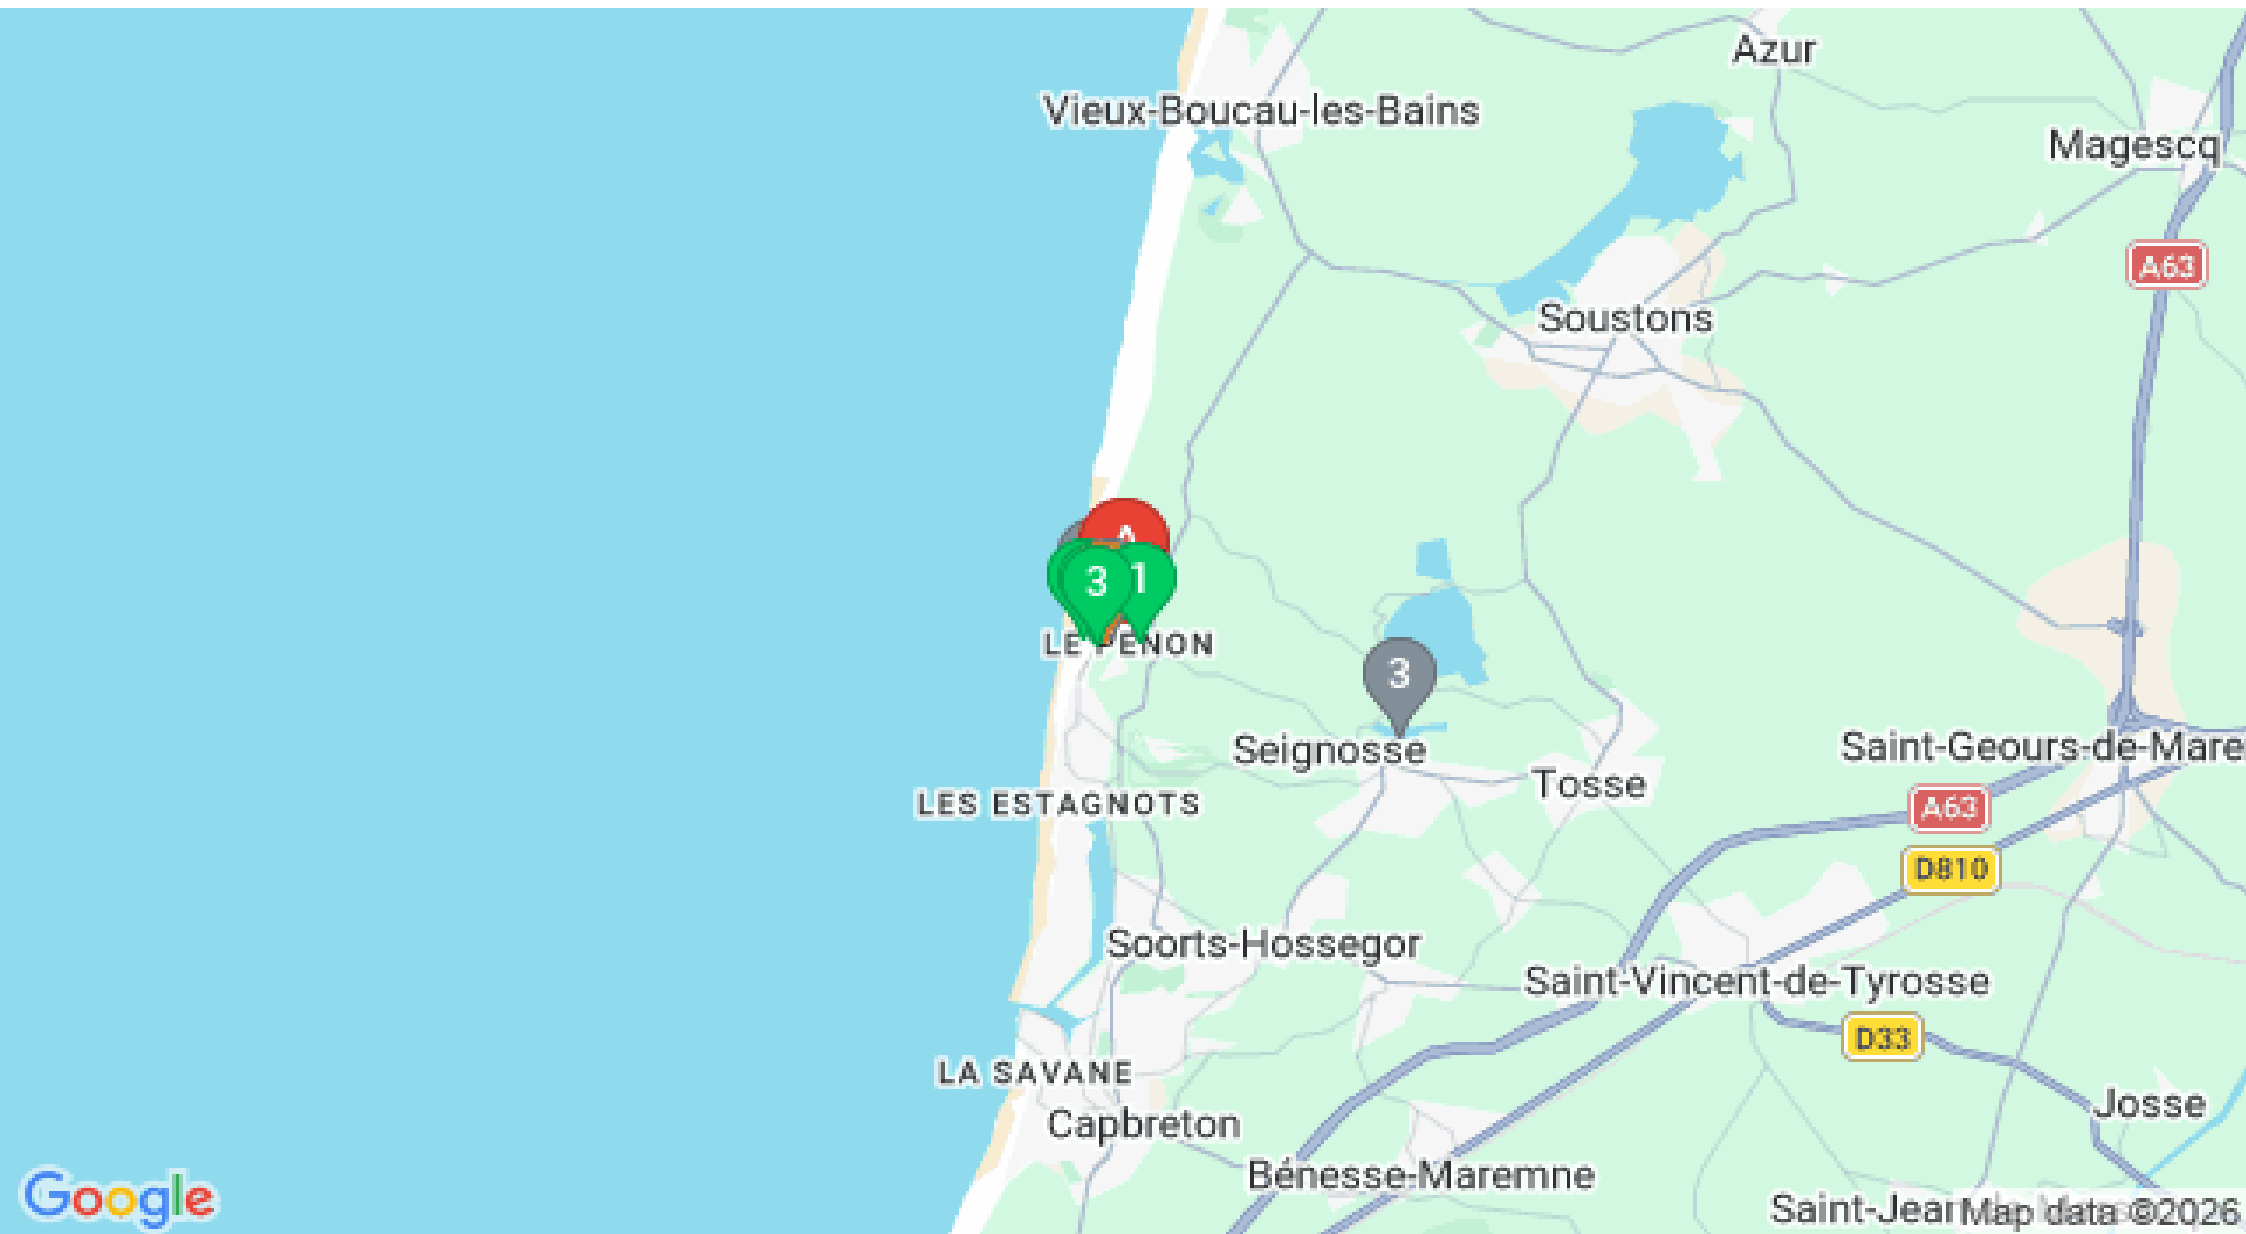 Azur
Vieux-Boucau-les-Bains
Magescq
A63
Soustons
A
1
3
LE PENON
3
Seignosse
Saint-Geours-de-Mare
Tosse
LES ESTAGNOTS
A63
D810
Soorts-Hossegor
Saint-Vincent-de-Tyrosse
D33
LA SAVANE
Josse
Capbreton
Bénesse-Maremne
Google
Saint-Jean
Map data ©2026